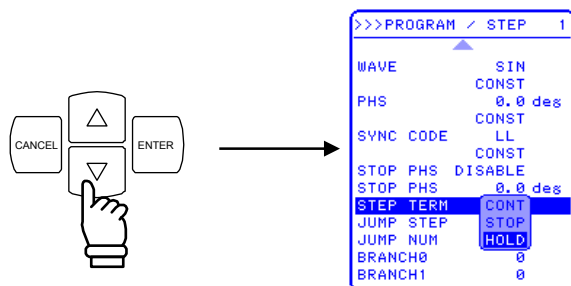 CANCEL
ENTER
>>>PROGRAM / STEP 1
WAVE SIN
CONST
PHS 0.0 deg
CONST
SYNC CODE LL
CONST
STOP PHS DISABLE
STOP PHS 0.0 deg
STEP TERM CONT
JUMP STEP STOP
JUMP NUM HOLD
BRANCH0 0
BRANCH1 0